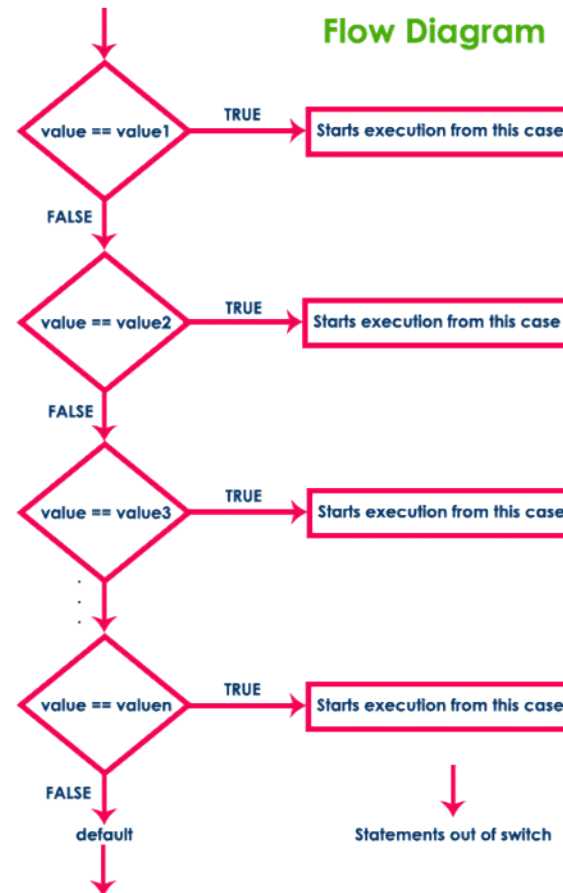 Flow Diagram
TRUE
value == value1
Starts execution from this case
FALSE
TRUE
value == value2
Starts execution from this case
FALSE
TRUE
value == value3
Starts execution from this case
.
.
.
TRUE
value == valuen
Starts execution from this case
FALSE
default
Statements out of switch